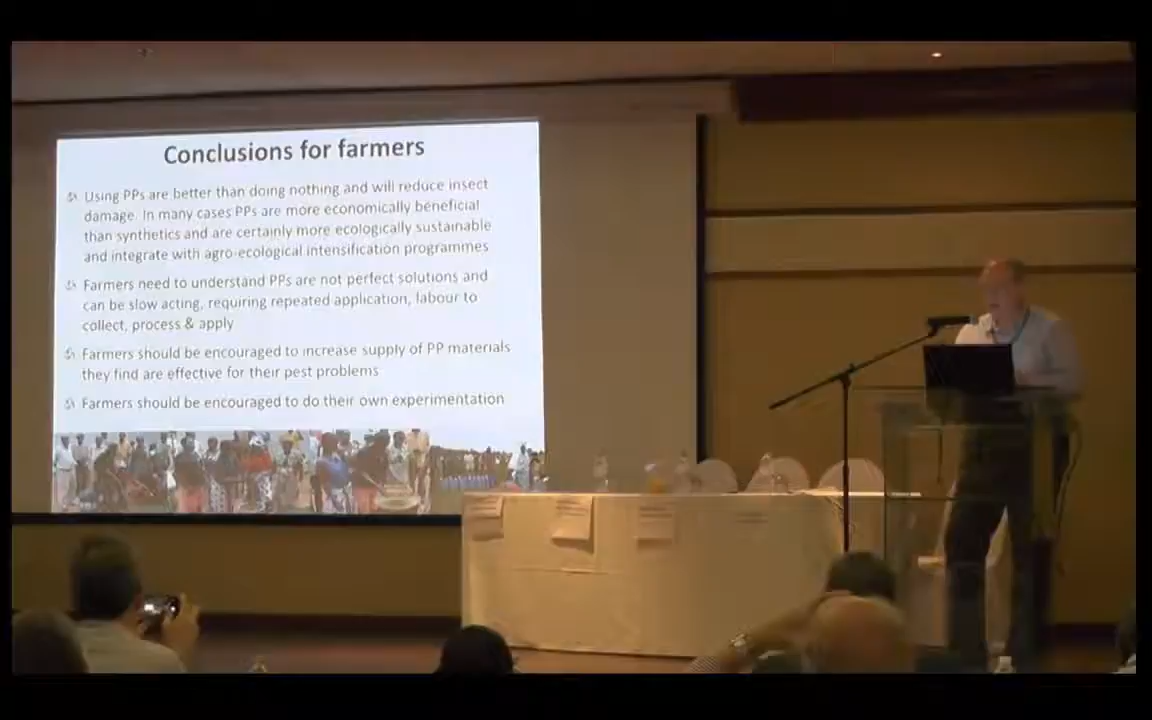 Conclusions for farmers
Using PPs are better than doing nothing and will reduce insect
damage. In many cases PPs are more economically beneficial
than synthetics and are certainly more ecologically sustainable
and integrate with agro-ecological intensification programmes
Farmers need to understand PPs are not perfect solutions and
can be slow acting, requiring repeated application, labour to
collect, process & apply
Farmers should be encouraged to increase supply of PP materials
they find are effective for their pest problems
Farmers should be encouraged to do their own experimentation